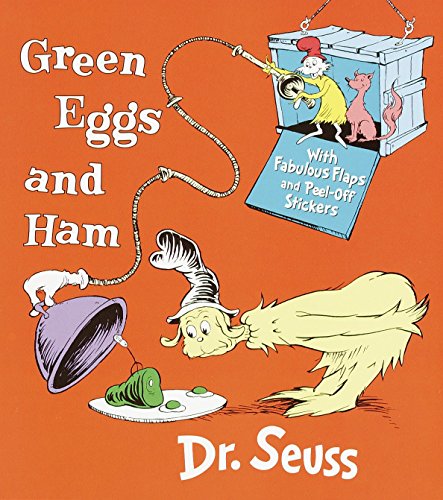 Green
Eggs
and
Ham
With
Fabulous Flaps
and Peel-Off
Stickers
Dr. Seuss